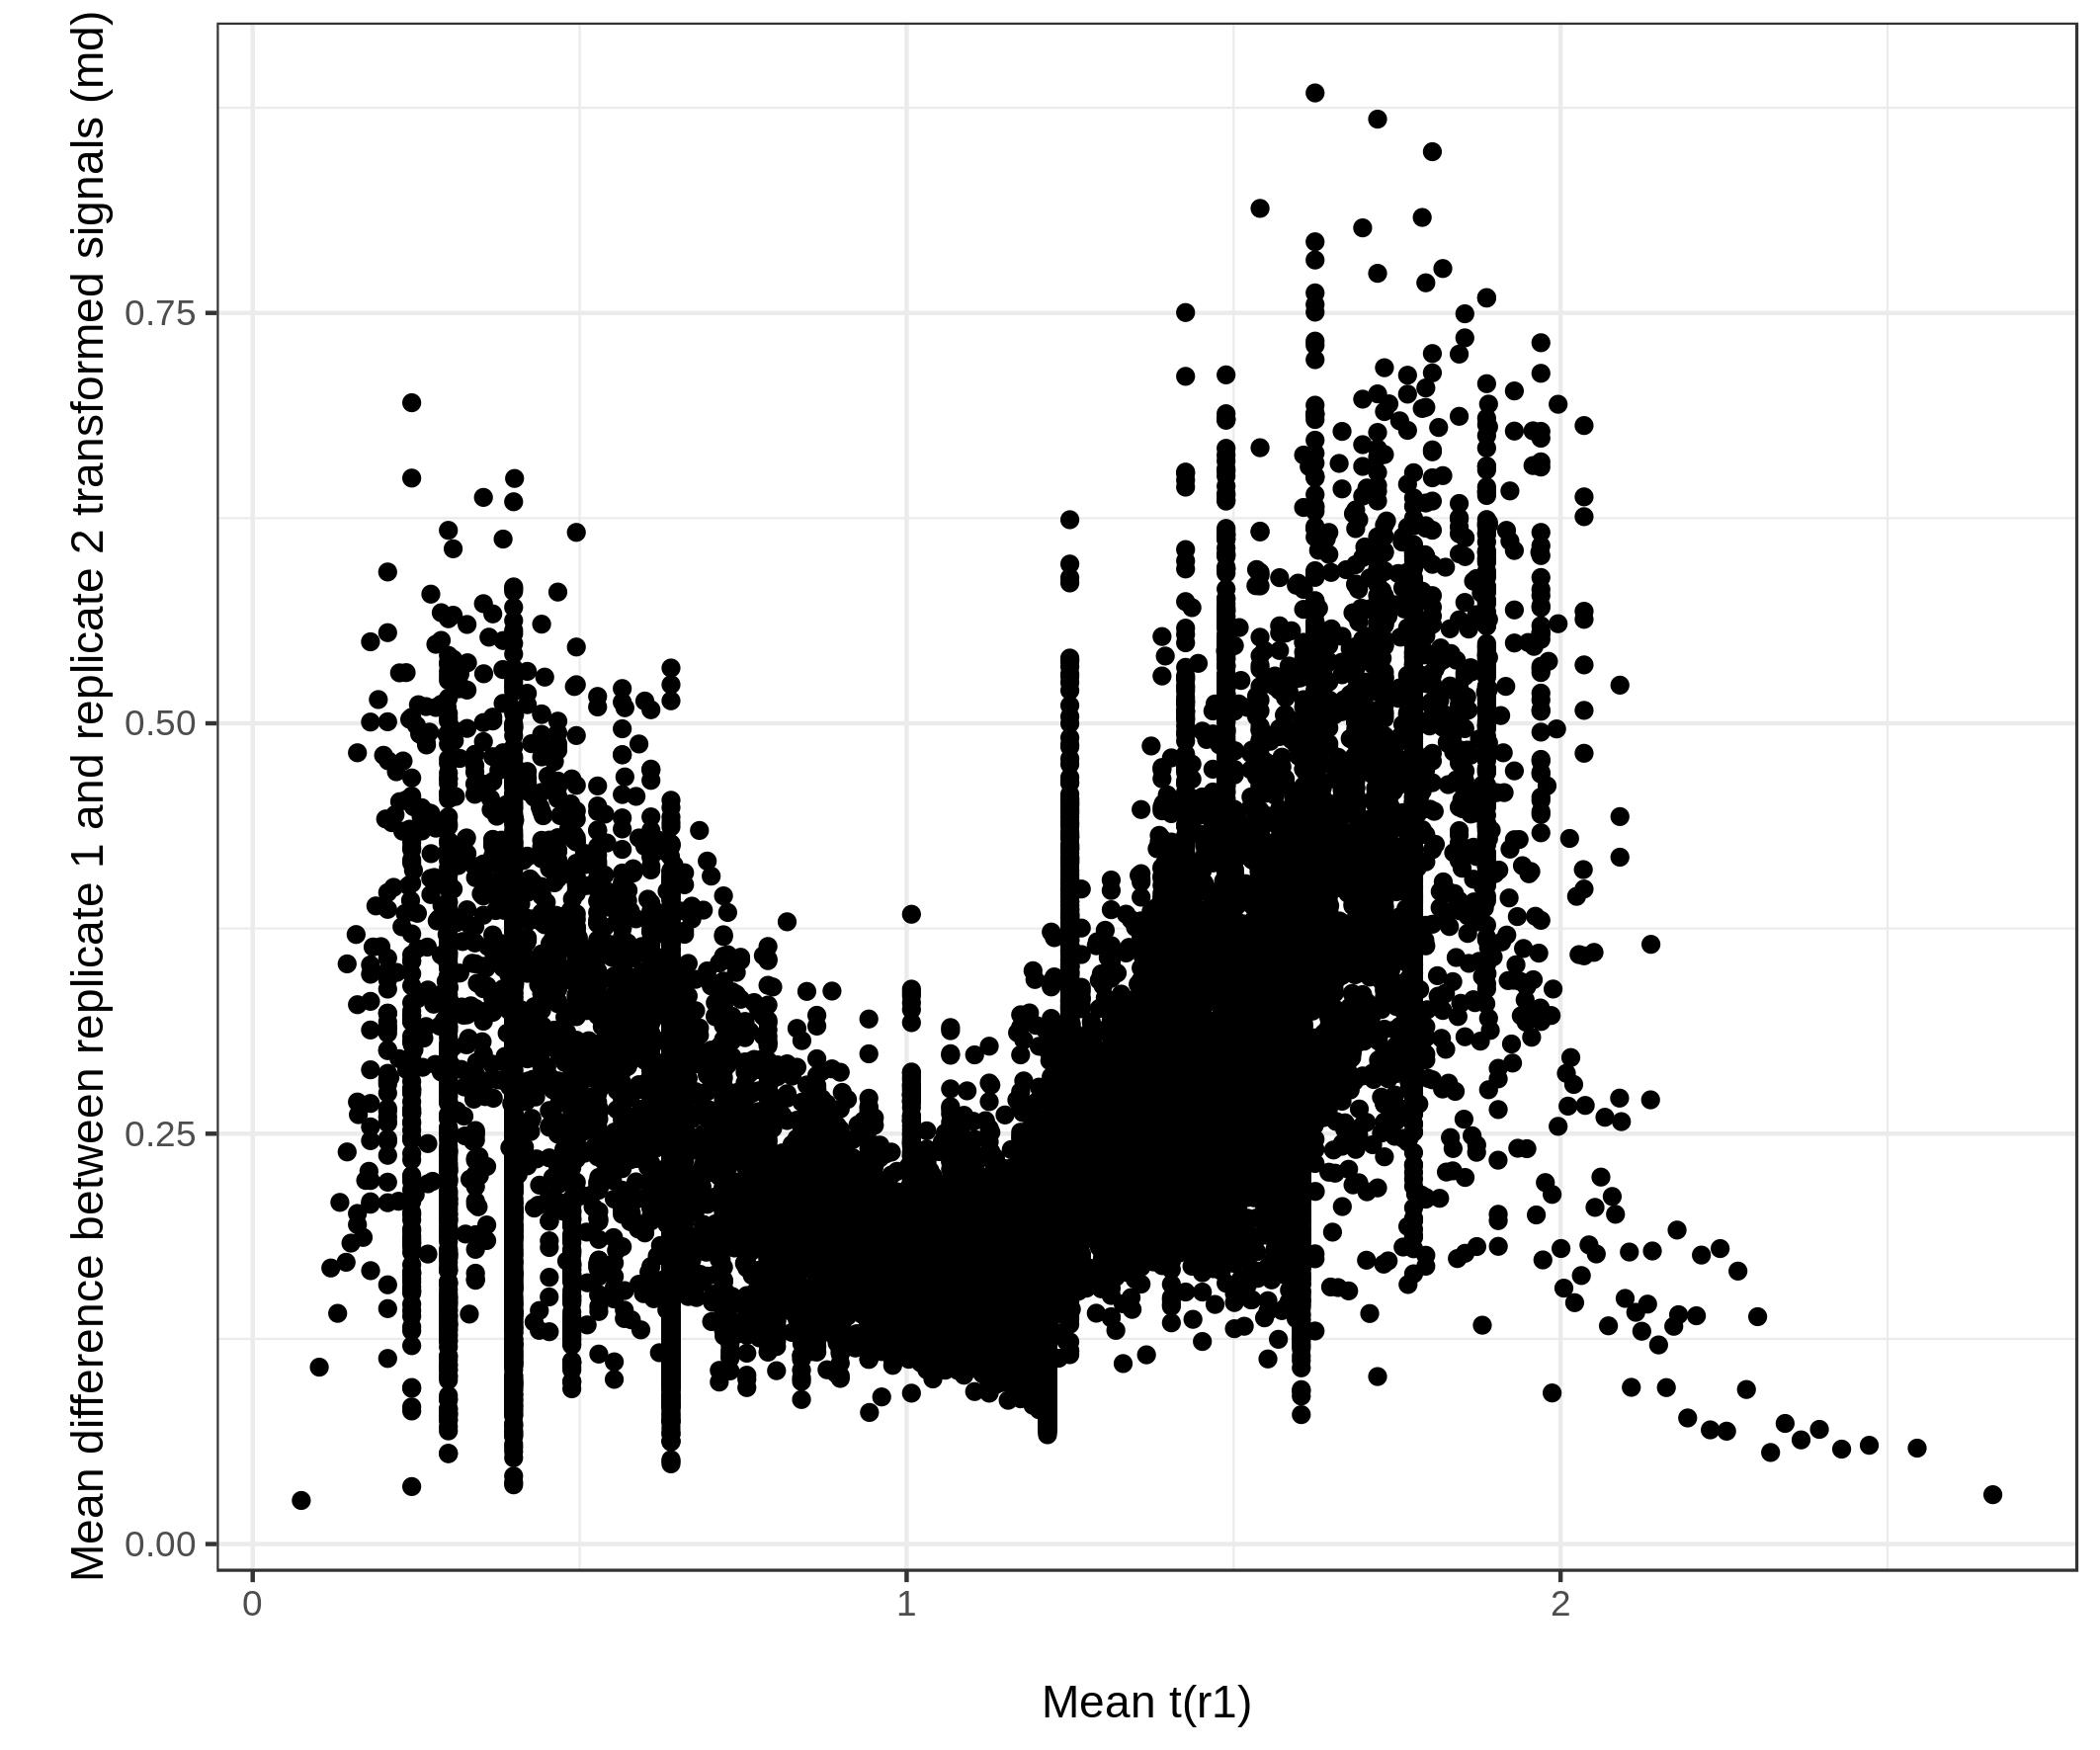 Mean difference between replicate 1 and replicate 2 transformed signals (md)
0.75
0.50
0.25
0.00
0 1 2
Mean t(r1)